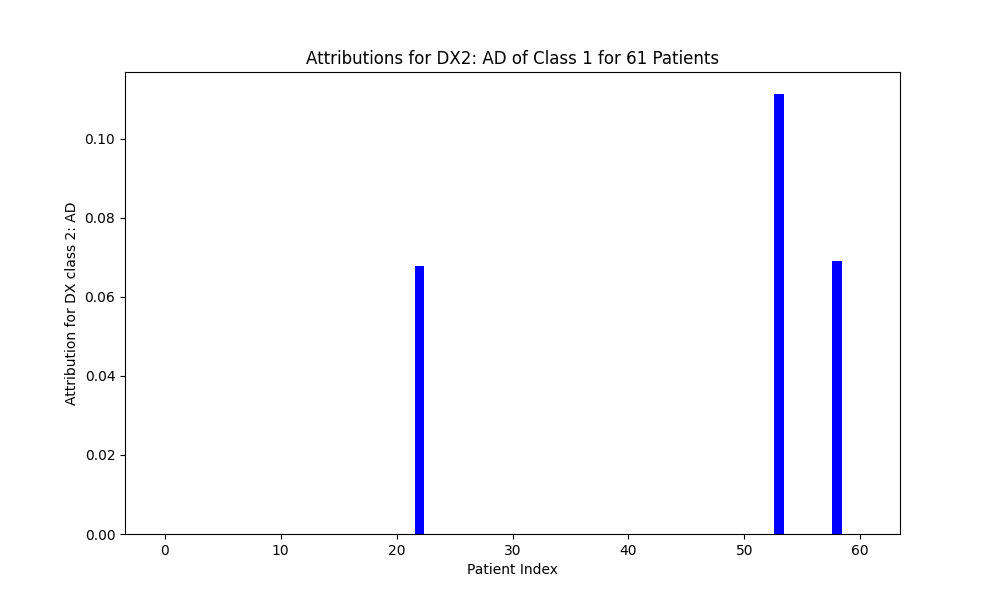 Attributions for DX2: AD of Class 1 for 61 Patients
Attribution for DX class 2: AD
0.10
0.08
0.06
0.04
0.02
0.00
0 10 20 30 40 50 60
Patient Index